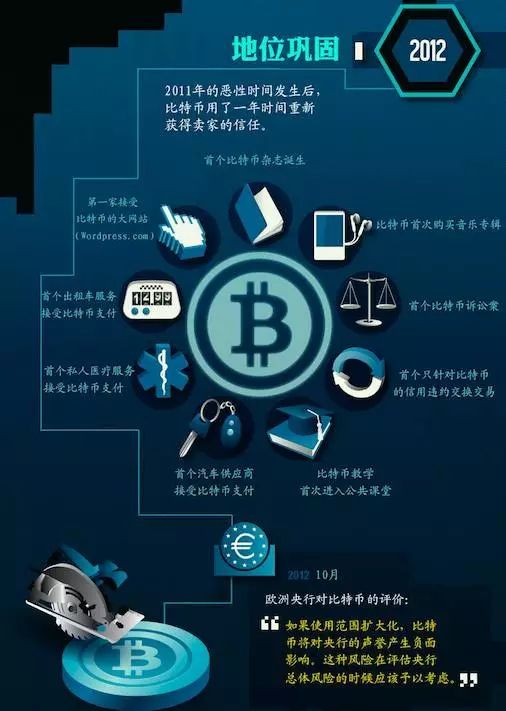 地位巩固
2012
2011年的恶性时间发生后，
比特币用了一年时间重新
获得卖家的信任。
首个比特币杂志诞生
第一家接受
比特币的大网站
(Wordpress.com)
比特币首次购买音乐专辑
首个出租车服务
接受比特币支付
14.99
首个比特币诉讼案
首个私人医疗服务
接受比特币支付
首个只针对比特币
的信用违约交换交易
首个汽车供应商
接受比特币支付
比特币教学
首次进入公共课堂
2012 10月
欧洲央行对比特币的评价：
“如果使用范围扩大化，比特
币将对央行的声誉产生负面
影响。这种风险在评估央行
总体风险的时候应该予以考虑。”